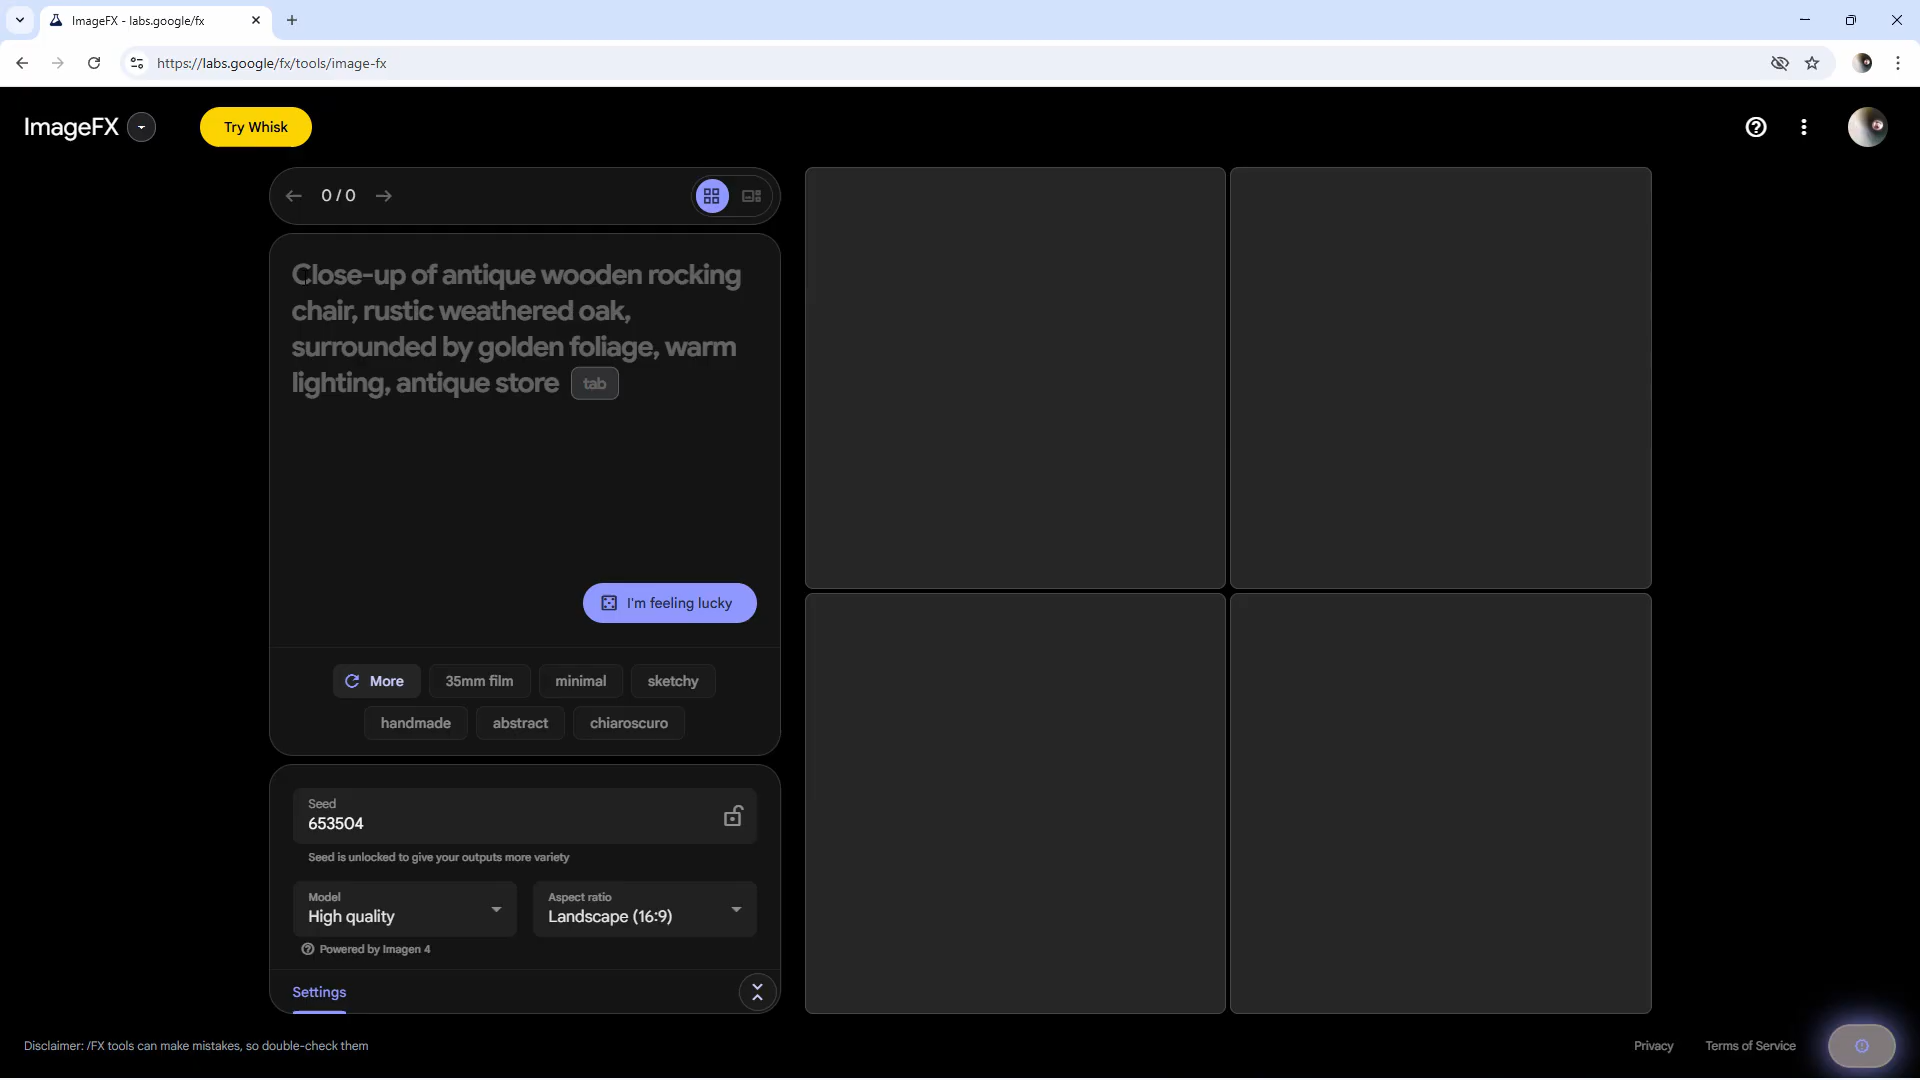 ImageFX - labs.google/fx
https://labs.google/fx/tools/image-fx
ImageFX
Try Whisk
0 / 0
Close-up of antique wooden rocking
chair, rustic weathered oak,
surrounded by golden foliage, warm
lighting, antique store tab
I'm feeling lucky
More
35mm film
minimal
sketchy
handmade
abstract
chiaroscuro
Seed
653504
Seed is unlocked to give your outputs more variety
Model
High quality
Aspect ratio
Landscape (16:9)
Powered by Imagen 4
Settings
Disclaimer: /FX tools can make mistakes, so double-check them
Privacy
Terms of Service